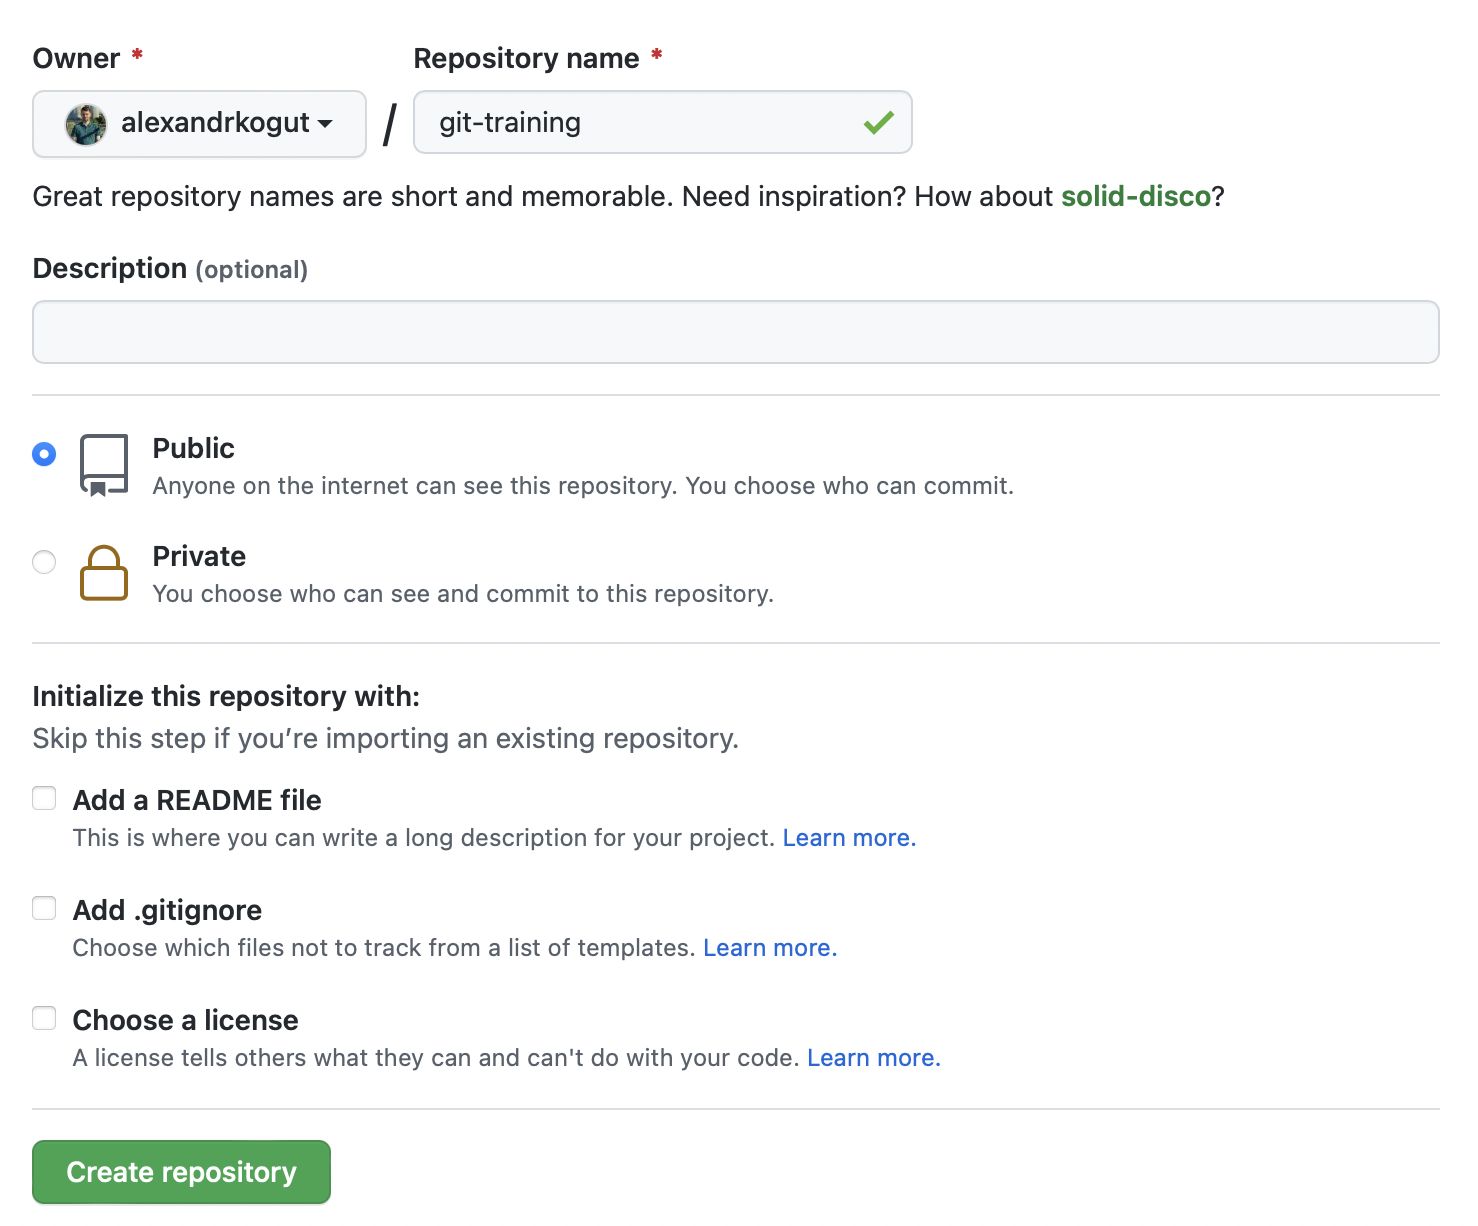 Owner *
Repository name *
alexandrkogut
/
git-training
Great repository names are short and memorable. Need inspiration? How about solid-disco?
Description (optional)
Public
Anyone on the internet can see this repository. You choose who can commit.
Private
You choose who can see and commit to this repository.
Initialize this repository with:
Skip this step if you’re importing an existing repository.
Add a README file
This is where you can write a long description for your project. Learn more.
Add .gitignore
Choose which files not to track from a list of templates. Learn more.
Choose a license
A license tells others what they can and can't do with your code. Learn more.
Create repository